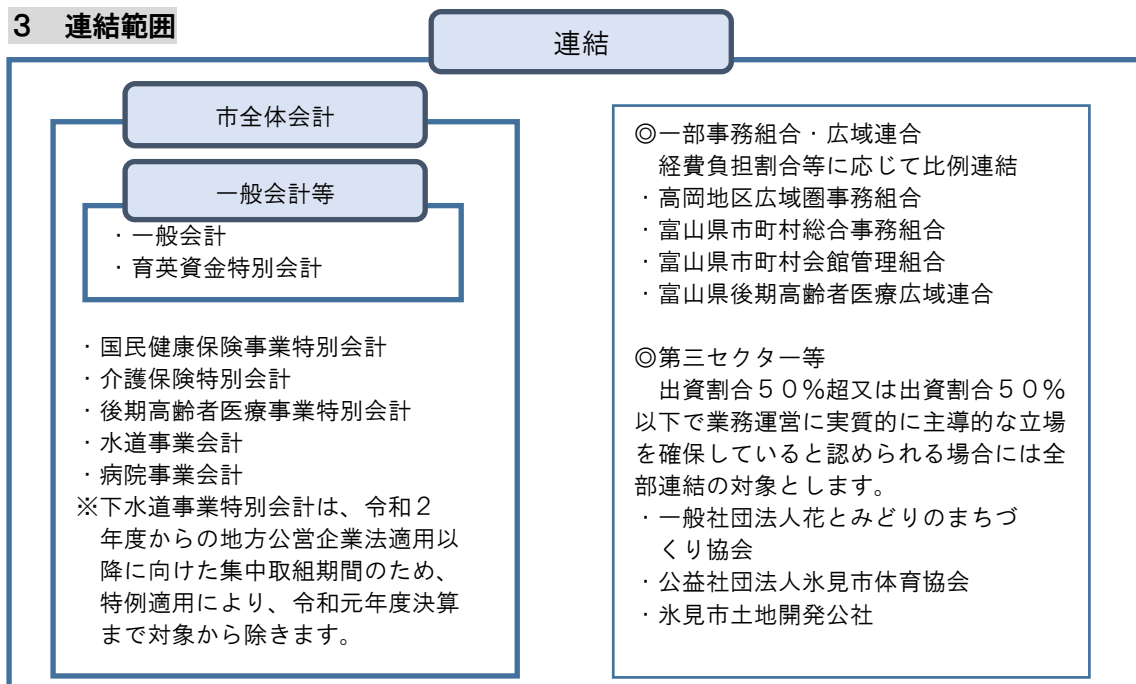 ３　連結範囲
連結
市全体会計
一般会計等
・一般会計
・育英資金特別会計
・国民健康保険事業特別会計
・介護保険特別会計
・後期高齢者医療事業特別会計
・水道事業会計
・病院事業会計
※下水道事業特別会計は、令和２
年度からの地方公営企業法適用以
降に向けた集中取組期間のため、
特例適用により、令和元年度決算
まで対象から除きます。
◎一部事務組合・広域連合
経費負担割合等に応じて比例連結
・高岡地区広域圏事務組合
・富山県市町村総合事務組合
・富山県市町村会館管理組合
・富山県後期高齢者医療広域連合
◎第三セクター等
出資割合５０％超又は出資割合５０％
以下で業務運営に実質的に主導的な立場
を確保していると認められる場合には全
部連結の対象とします。
・一般社団法人花とみどりのまちづ
くり協会
・公益社団法人氷見市体育協会
・氷見市土地開発公社